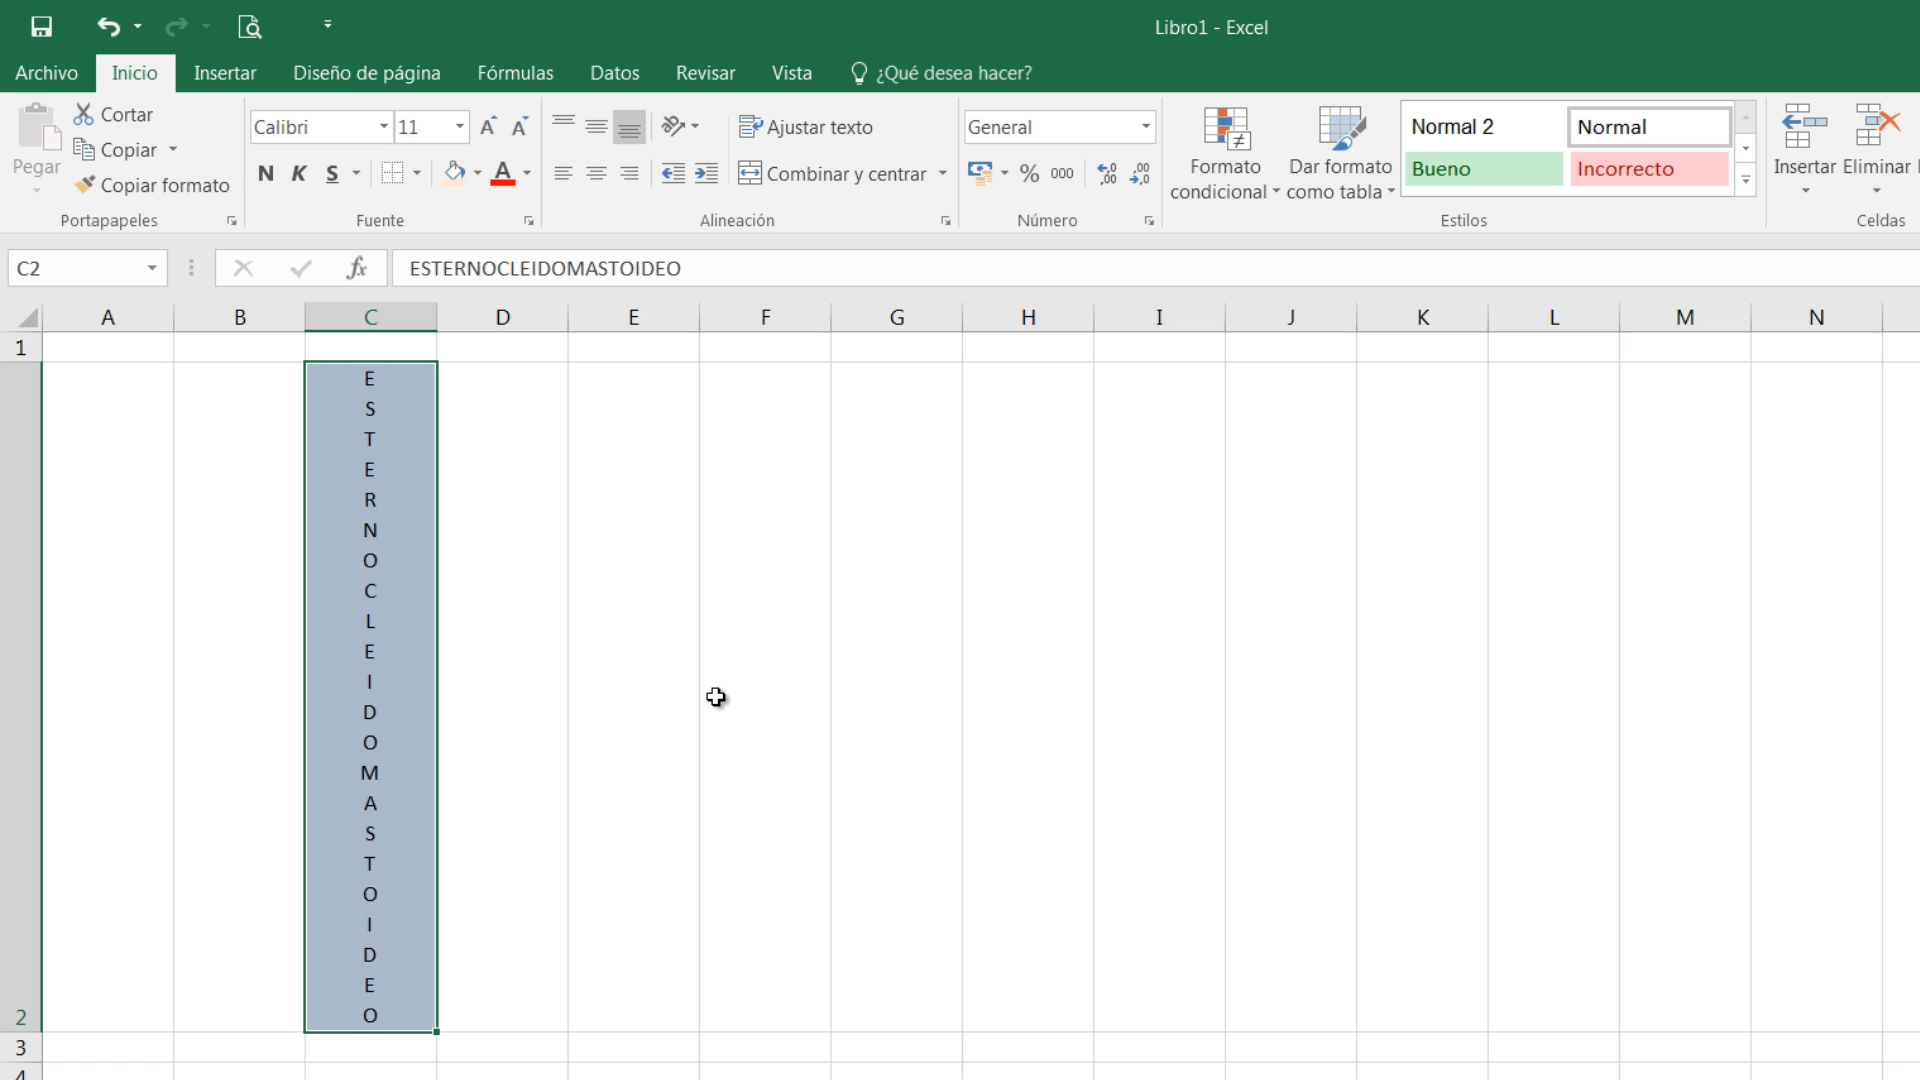 Libro1 - Excel
Archivo Inicio Insertar Diseño de página Fórmulas Datos Revisar Vista ¿Qué desea hacer?
Pegar Cortar
Copiar
Copiar formato
Portapapeles
Calibri 11
N K S A
Fuente
Ajustar texto
Combinar y centrar
Alineación
General
% 000
Número
Formato condicional
Dar formato como tabla
Normal 2 Normal
Bueno Incorrecto
Estilos
Insertar Eliminar
Celdas
C2 fx ESTERNOCLEIDOMASTOIDEO
A B C D E F G H I J K L M N
1
E
S
T
E
R
N
O
C
L
E
I
D
O
M
A
S
T
O
I
D
E
O
2
3
4